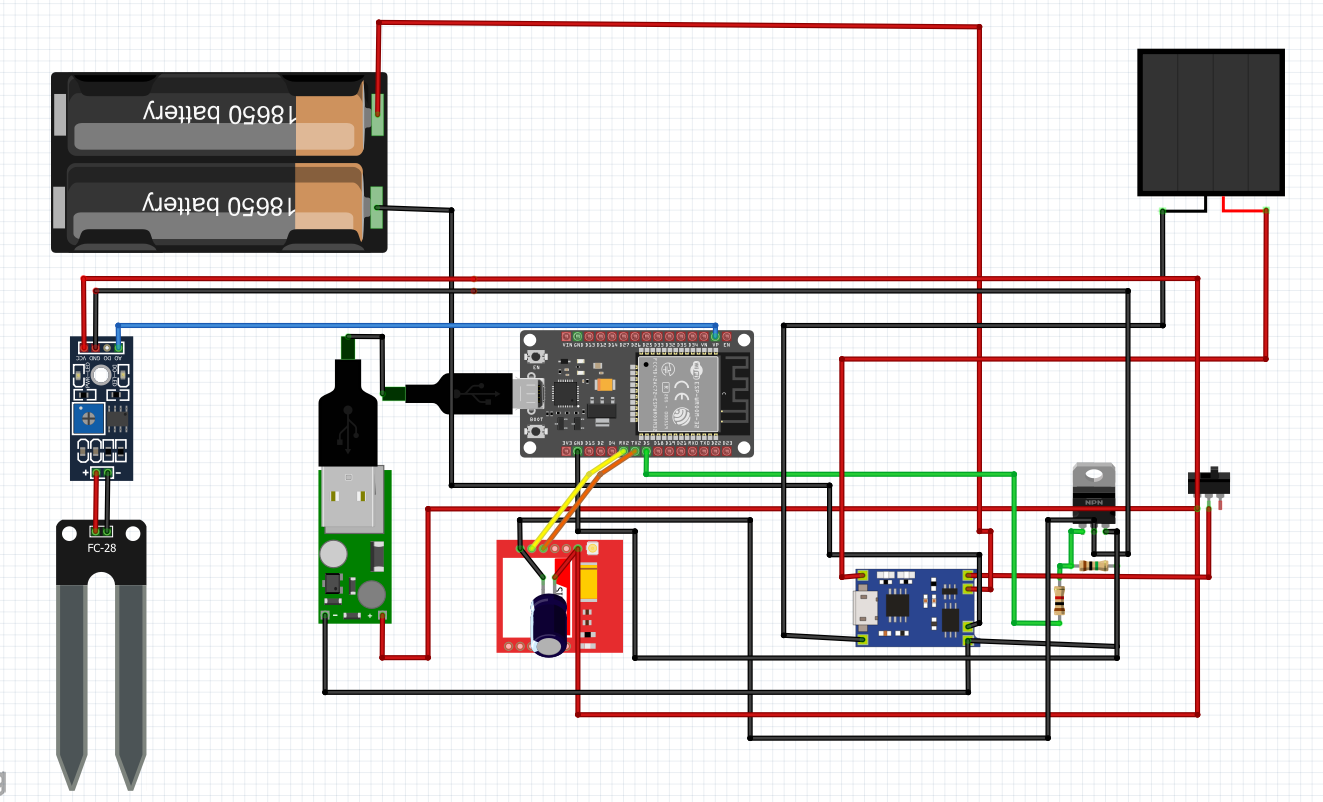 18650 battery
18650 battery
VCC GND DO AO
VIN GND D13 D12 D14 D27 D26 D25 D33 D32 D35 D34 VN VP EN
EN
BOOT
3V3 GND D15 D2 D4 RX2 TX2 D5 D18 D19 D21 RX0 TX0 D22 D23
+ -
FC-28
- +
NPN